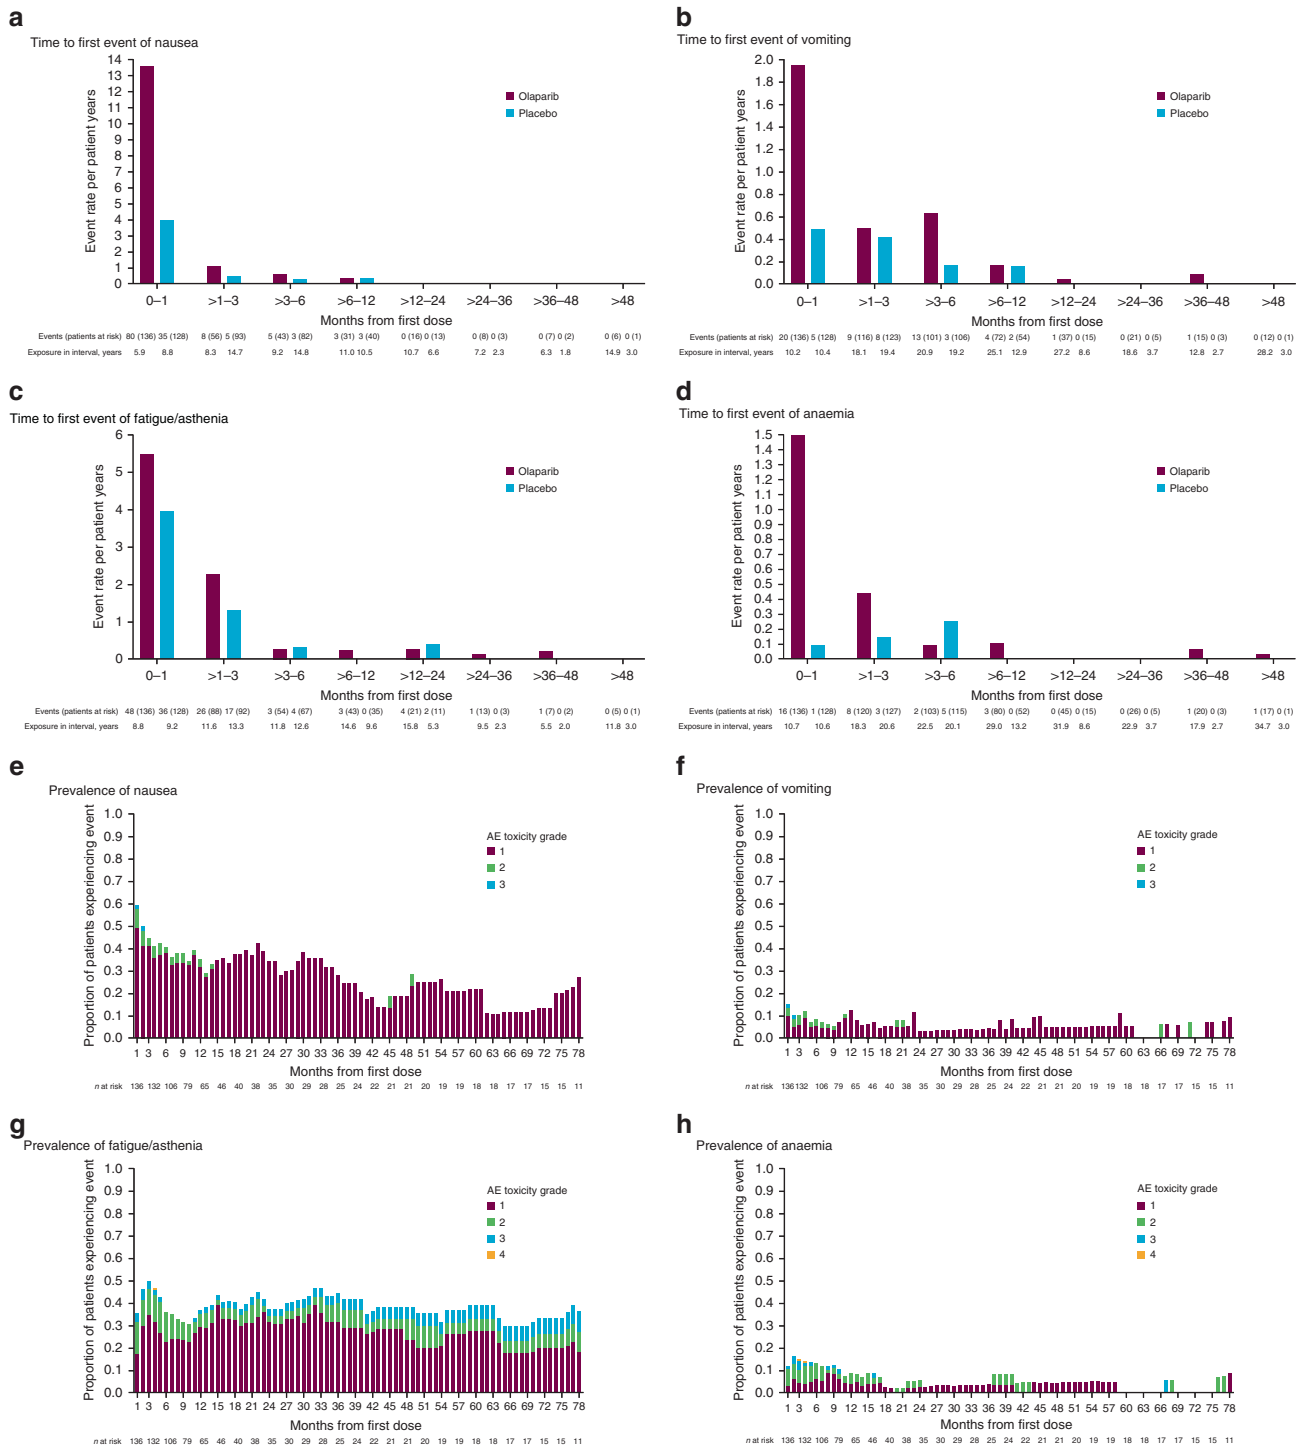 a
Time to first event of nausea
Event rate per patient years
14
13
12
11
10
9
8
7
6
5
4
3
2
1
0
Olaparib
Placebo
0–1 >1–3 >3–6 >6–12 >12–24 >24–36 >36–48 >48
Months from first dose
Events (patients at risk) 80 (136) 35 (128) 8 (56) 5 (93) 5 (43) 3 (82) 3 (31) 3 (40) 0 (16) 0 (13) 0 (8) 0 (3) 0 (7) 0 (2) 0 (6) 0 (1)
Exposure in interval, years 5.9 8.8 8.3 14.7 9.2 14.8 11.0 10.5 10.7 6.6 7.2 2.3 6.3 1.8 14.9 3.0
b
Time to first event of vomiting
Event rate per patient years
2.0
1.8
1.6
1.4
1.2
1.0
0.8
0.6
0.4
0.2
0.0
Olaparib
Placebo
0–1 >1–3 >3–6 >6–12 >12–24 >24–36 >36–48 >48
Months from first dose
Events (patients at risk) 20 (136) 5 (128) 9 (116) 8 (123) 13 (101) 3 (106) 4 (72) 2 (54) 1 (37) 0 (15) 0 (21) 0 (5) 1 (15) 0 (3) 0 (12) 0 (1)
Exposure in interval, years 10.2 10.4 18.1 19.4 20.9 19.2 25.1 12.9 27.2 8.6 18.6 3.7 12.8 2.7 28.2 3.0
c
Time to first event of fatigue/asthenia
Event rate per patient years
6
5
4
3
2
1
0
Olaparib
Placebo
0–1 >1–3 >3–6 >6–12 >12–24 >24–36 >36–48 >48
Months from first dose
Events (patients at risk) 48 (136) 36 (128) 26 (88) 17 (92) 3 (54) 4 (67) 3 (43) 0 (35) 4 (21) 2 (11) 1 (13) 0 (3) 1 (7) 0 (2) 0 (5) 0 (1)
Exposure in interval, years 8.8 9.2 11.6 13.3 11.8 12.6 14.6 9.6 15.8 5.3 9.5 2.3 5.5 2.0 11.8 3.0
d
Time to first event of anaemia
Event rate per patient years
1.5
1.4
1.3
1.2
1.1
1.0
0.9
0.8
0.7
0.6
0.5
0.4
0.3
0.2
0.1
0.0
Olaparib
Placebo
0–1 >1–3 >3–6 >6–12 >12–24 >24–36 >36–48 >48
Months from first dose
Events (patients at risk) 16 (136) 1 (128) 8 (120) 3 (127) 2 (103) 5 (115) 3 (80) 0 (52) 0 (45) 0 (15) 0 (26) 0 (5) 1 (20) 0 (3) 1 (17) 0 (1)
Exposure in interval, years 10.7 10.6 18.3 20.6 22.5 20.1 29.0 13.2 31.9 8.6 22.9 3.7 17.9 2.7 34.7 3.0
e
Prevalence of nausea
Proportion of patients experiencing event
1.0
0.9
0.8
0.7
0.6
0.5
0.4
0.3
0.2
0.1
0.0
AE toxicity grade
1
2
3
1 3 6 9 12 15 18 21 24 27 30 33 36 39 42 45 48 51 54 57 60 63 66 69 72 75 78
Months from first dose
n at risk 136 132 106 79 65 46 40 38 35 30 29 28 25 24 22 21 21 20 19 18 18 17 17 15 15 11
f
Prevalence of vomiting
Proportion of patients experiencing event
1.0
0.9
0.8
0.7
0.6
0.5
0.4
0.3
0.2
0.1
0.0
AE toxicity grade
1
2
3
1 3 6 9 12 15 18 21 24 27 30 33 36 39 42 45 48 51 54 57 60 63 66 69 72 75 78
Months from first dose
n at risk 136 132 106 79 65 46 40 38 35 30 29 28 25 24 22 21 21 20 19 19 18 18 17 17 15 15 11
g
Prevalence of fatigue/asthenia
Proportion of patients experiencing event
1.0
0.9
0.8
0.7
0.6
0.5
0.4
0.3
0.2
0.1
0.0
AE toxicity grade
1
2
3
4
1 3 6 9 12 15 18 21 24 27 30 33 36 39 42 45 48 51 54 57 60 63 66 69 72 75 78
Months from first dose
n at risk 136 132 106 79 65 46 40 38 35 30 29 28 25 24 22 21 21 20 19 19 18 18 17 17 15 15 11
h
Prevalence of anaemia
Proportion of patients experiencing event
1.0
0.9
0.8
0.7
0.6
0.5
0.4
0.3
0.2
0.1
0.0
AE toxicity grade
1
2
3
4
1 3 6 9 12 15 18 21 24 27 30 33 36 39 42 45 48 51 54 57 60 63 66 69 72 75 78
Months from first dose
n at risk 136 132 106 79 65 46 40 38 35 30 29 28 25 24 22 21 21 20 19 19 18 18 17 17 15 15 11